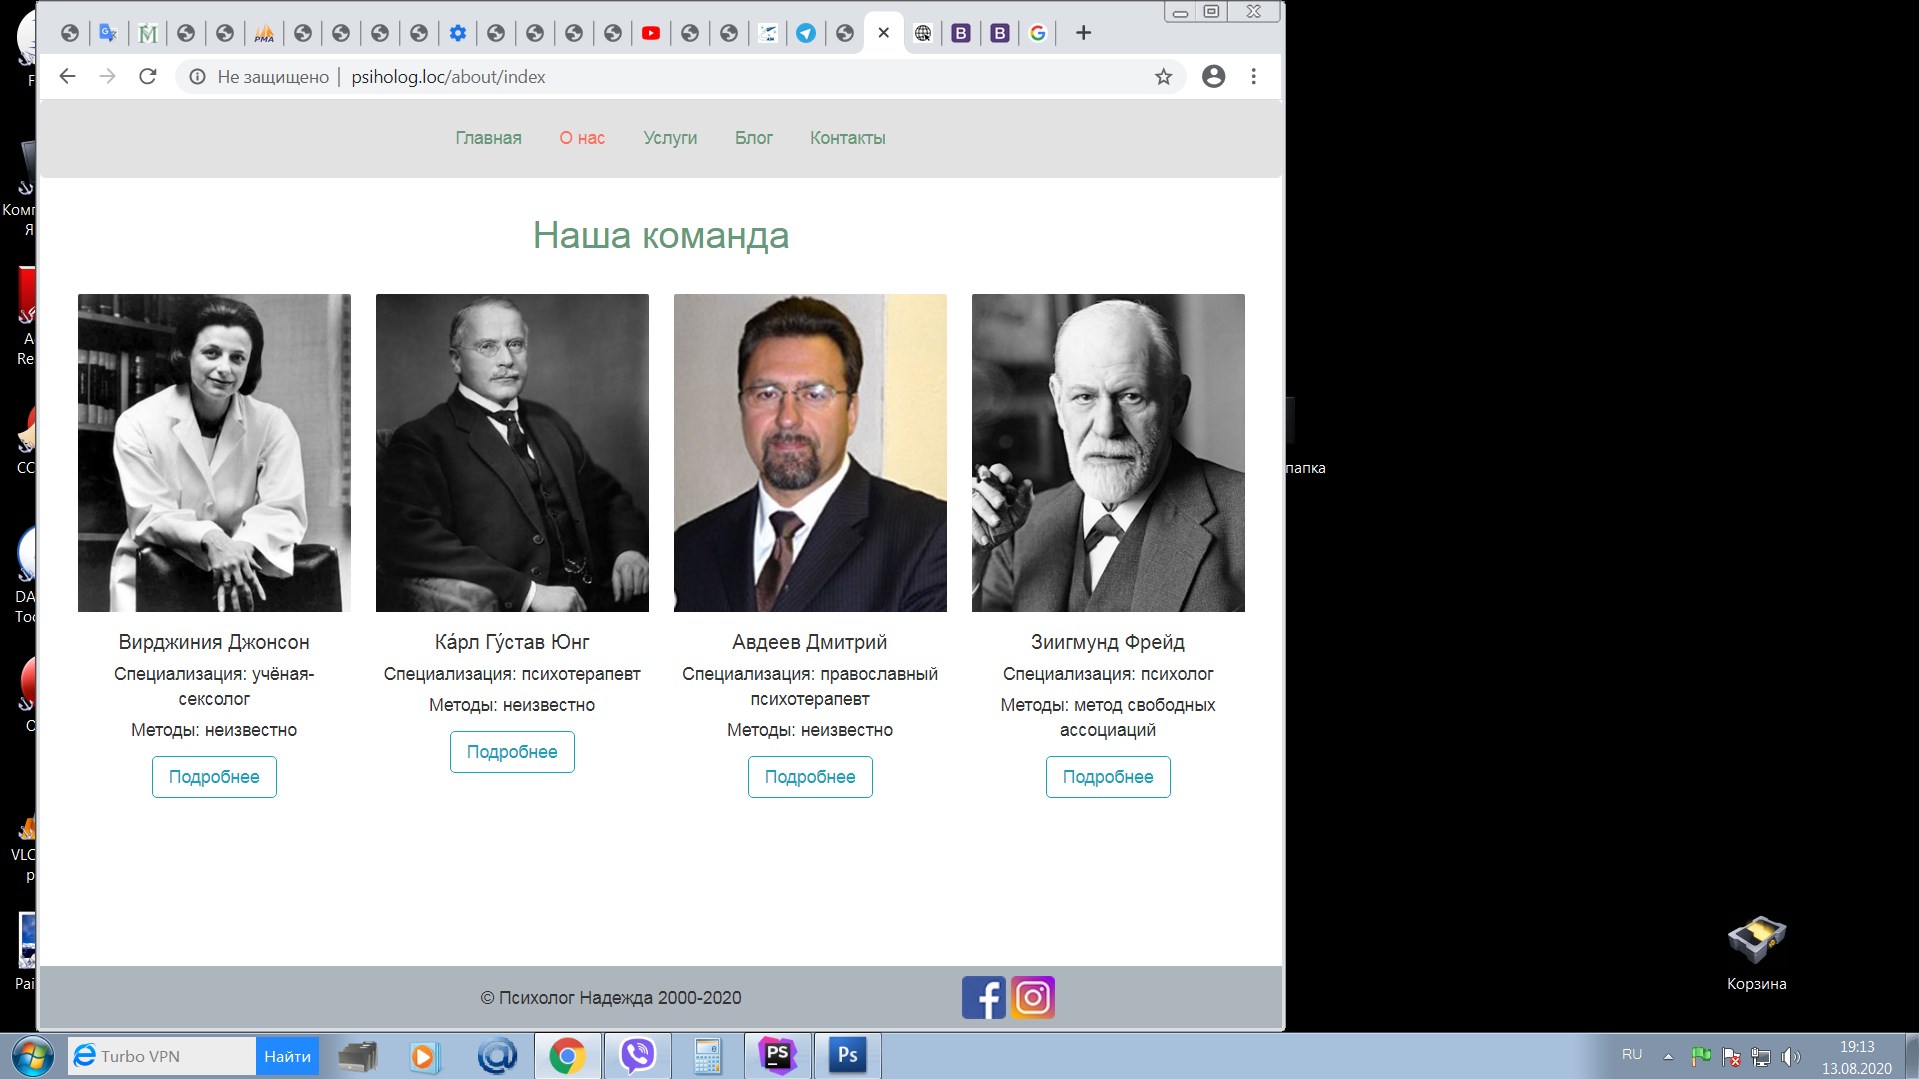 PMA
Не защищено
psiholog.loc/about/index
Главная
О нас
Услуги
Блог
Контакты
Наша команда
Вирджиния Джонсон
Специализация: учёная-
сексолог
Методы: неизвестно
Подробнее
Ка́рл Гу́став Юнг
Специализация: психотерапевт
Методы: неизвестно
Подробнее
Авдеев Дмитрий
Специализация: православный
психотерапевт
Методы: неизвестно
Подробнее
Зиигмунд Фрейд
Специализация: психолог
Методы: метод свободных
ассоциаций
Подробнее
© Психолог Надежда 2000-2020
папка
Корзина
Turbo VPN
Найти
PS
Ps
RU
19:13
13.08.2020